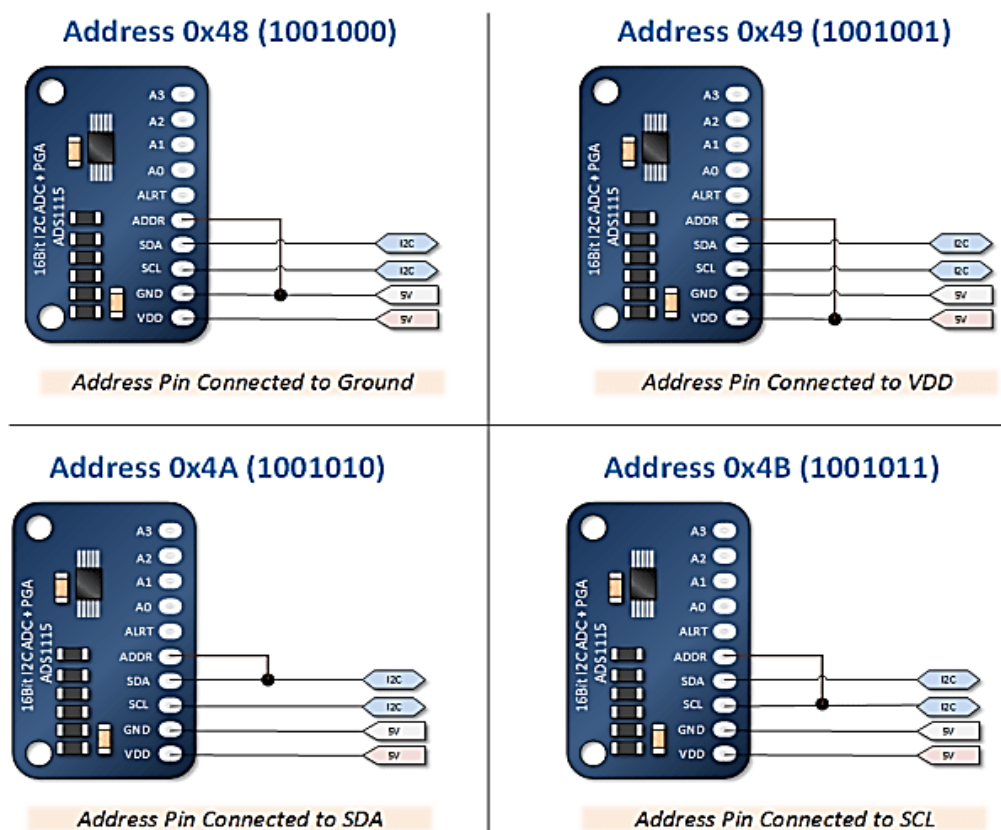 Address 0x48 (1001000)
16Bit I2C ADC + PGA
ADS1115
A3
A2
A1
A0
ALRT
ADDR
SDA
SCL
GND
VDD
I2C
I2C
5V
5V
Address Pin Connected to Ground
Address 0x49 (1001001)
16Bit I2C ADC + PGA
ADS1115
A3
A2
A1
A0
ALRT
ADDR
SDA
SCL
GND
VDD
I2C
I2C
5V
5V
Address Pin Connected to VDD
Address 0x4A (1001010)
16Bit I2C ADC + PGA
ADS1115
A3
A2
A1
A0
ALRT
ADDR
SDA
SCL
GND
VDD
I2C
I2C
5V
5V
Address Pin Connected to SDA
Address 0x4B (1001011)
16Bit I2C ADC + PGA
ADS1115
A3
A2
A1
A0
ALRT
ADDR
SDA
SCL
GND
VDD
I2C
I2C
5V
5V
Address Pin Connected to SCL